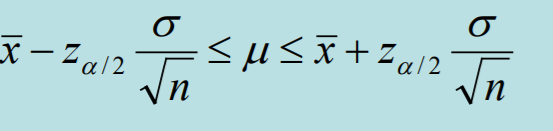 x̄ − z_{α/2} σ/√n ≤ μ ≤ x̄ + z_{α/2} σ/√n